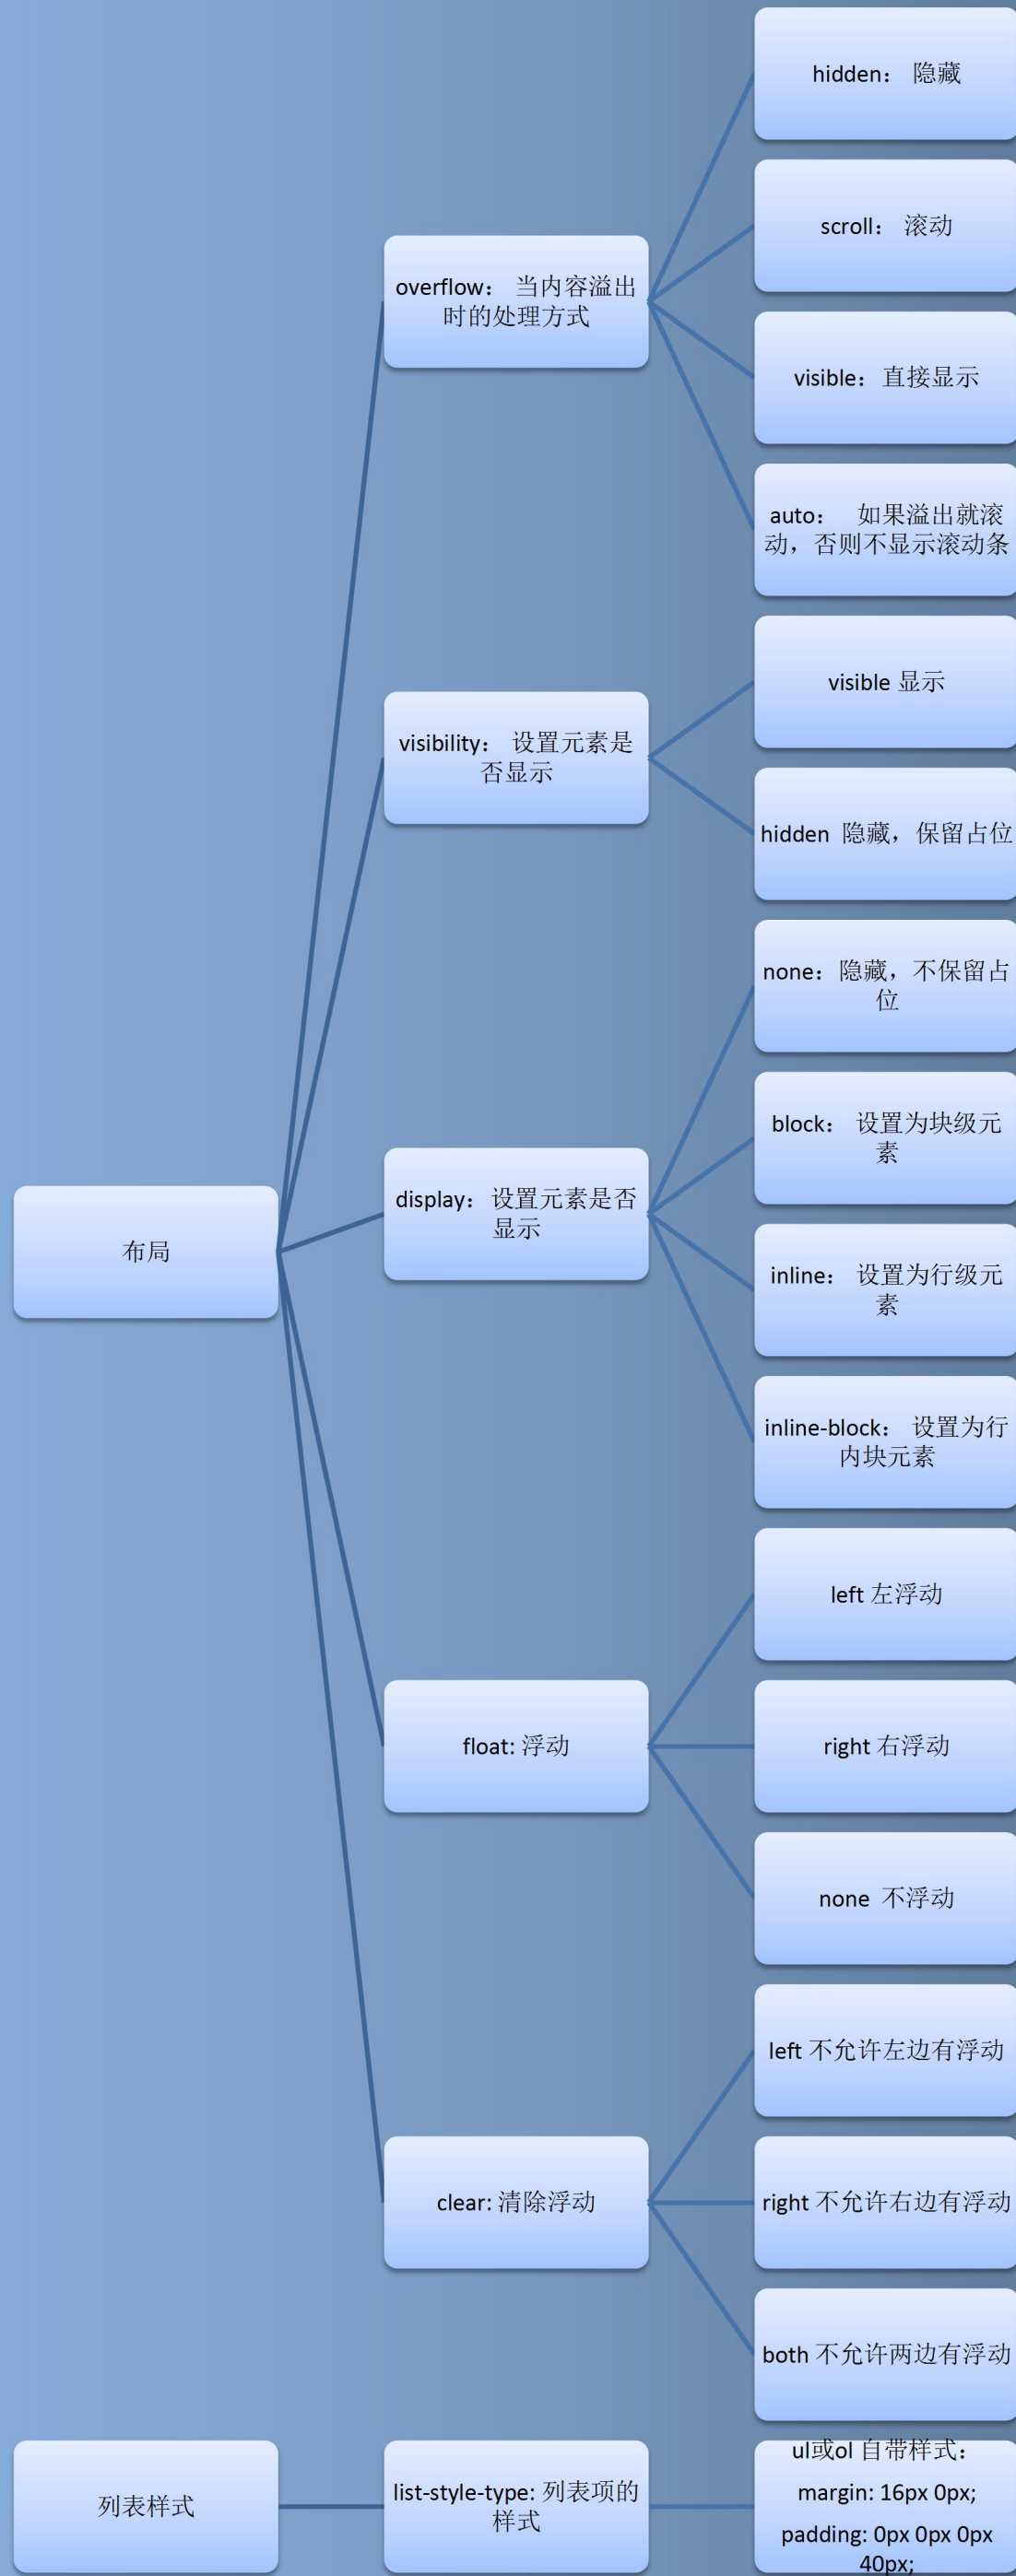 布局
overflow： 当内容溢出
时的处理方式
hidden： 隐藏
scroll： 滚动
visible：直接显示
auto： 如果溢出就滚
动，否则不显示滚动条
visibility： 设置元素是
否显示
visible 显示
hidden 隐藏，保留占位
display：设置元素是否
显示
none：隐藏，不保留占
位
block： 设置为块级元
素
inline： 设置为行级元
素
inline-block： 设置为行
内块元素
float: 浮动
left 左浮动
right 右浮动
none 不浮动
clear: 清除浮动
left 不允许左边有浮动
right 不允许右边有浮动
both 不允许两边有浮动
列表样式
list-style-type: 列表项的
样式
ul或ol 自带样式：
margin: 16px 0px;
padding: 0px 0px 0px
40px;